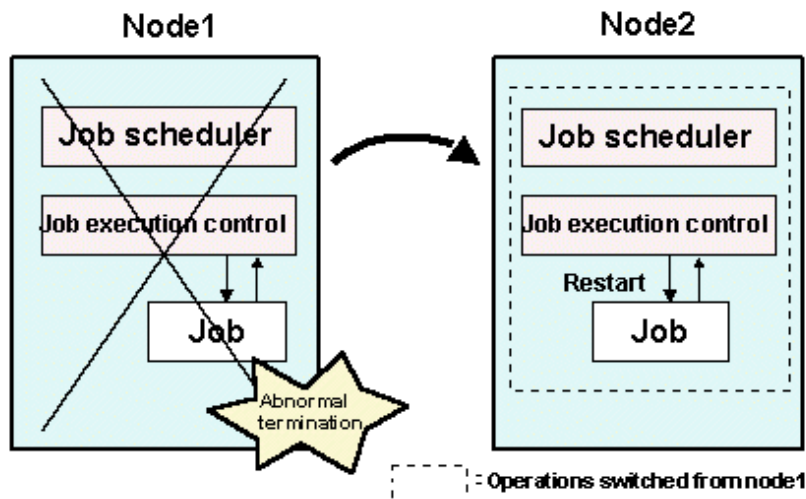 Node1
Job scheduler
Job execution control
Job
Abnormal
termination
Node2
Job scheduler
Job execution control
Restart
Job
: Operations switched from node1